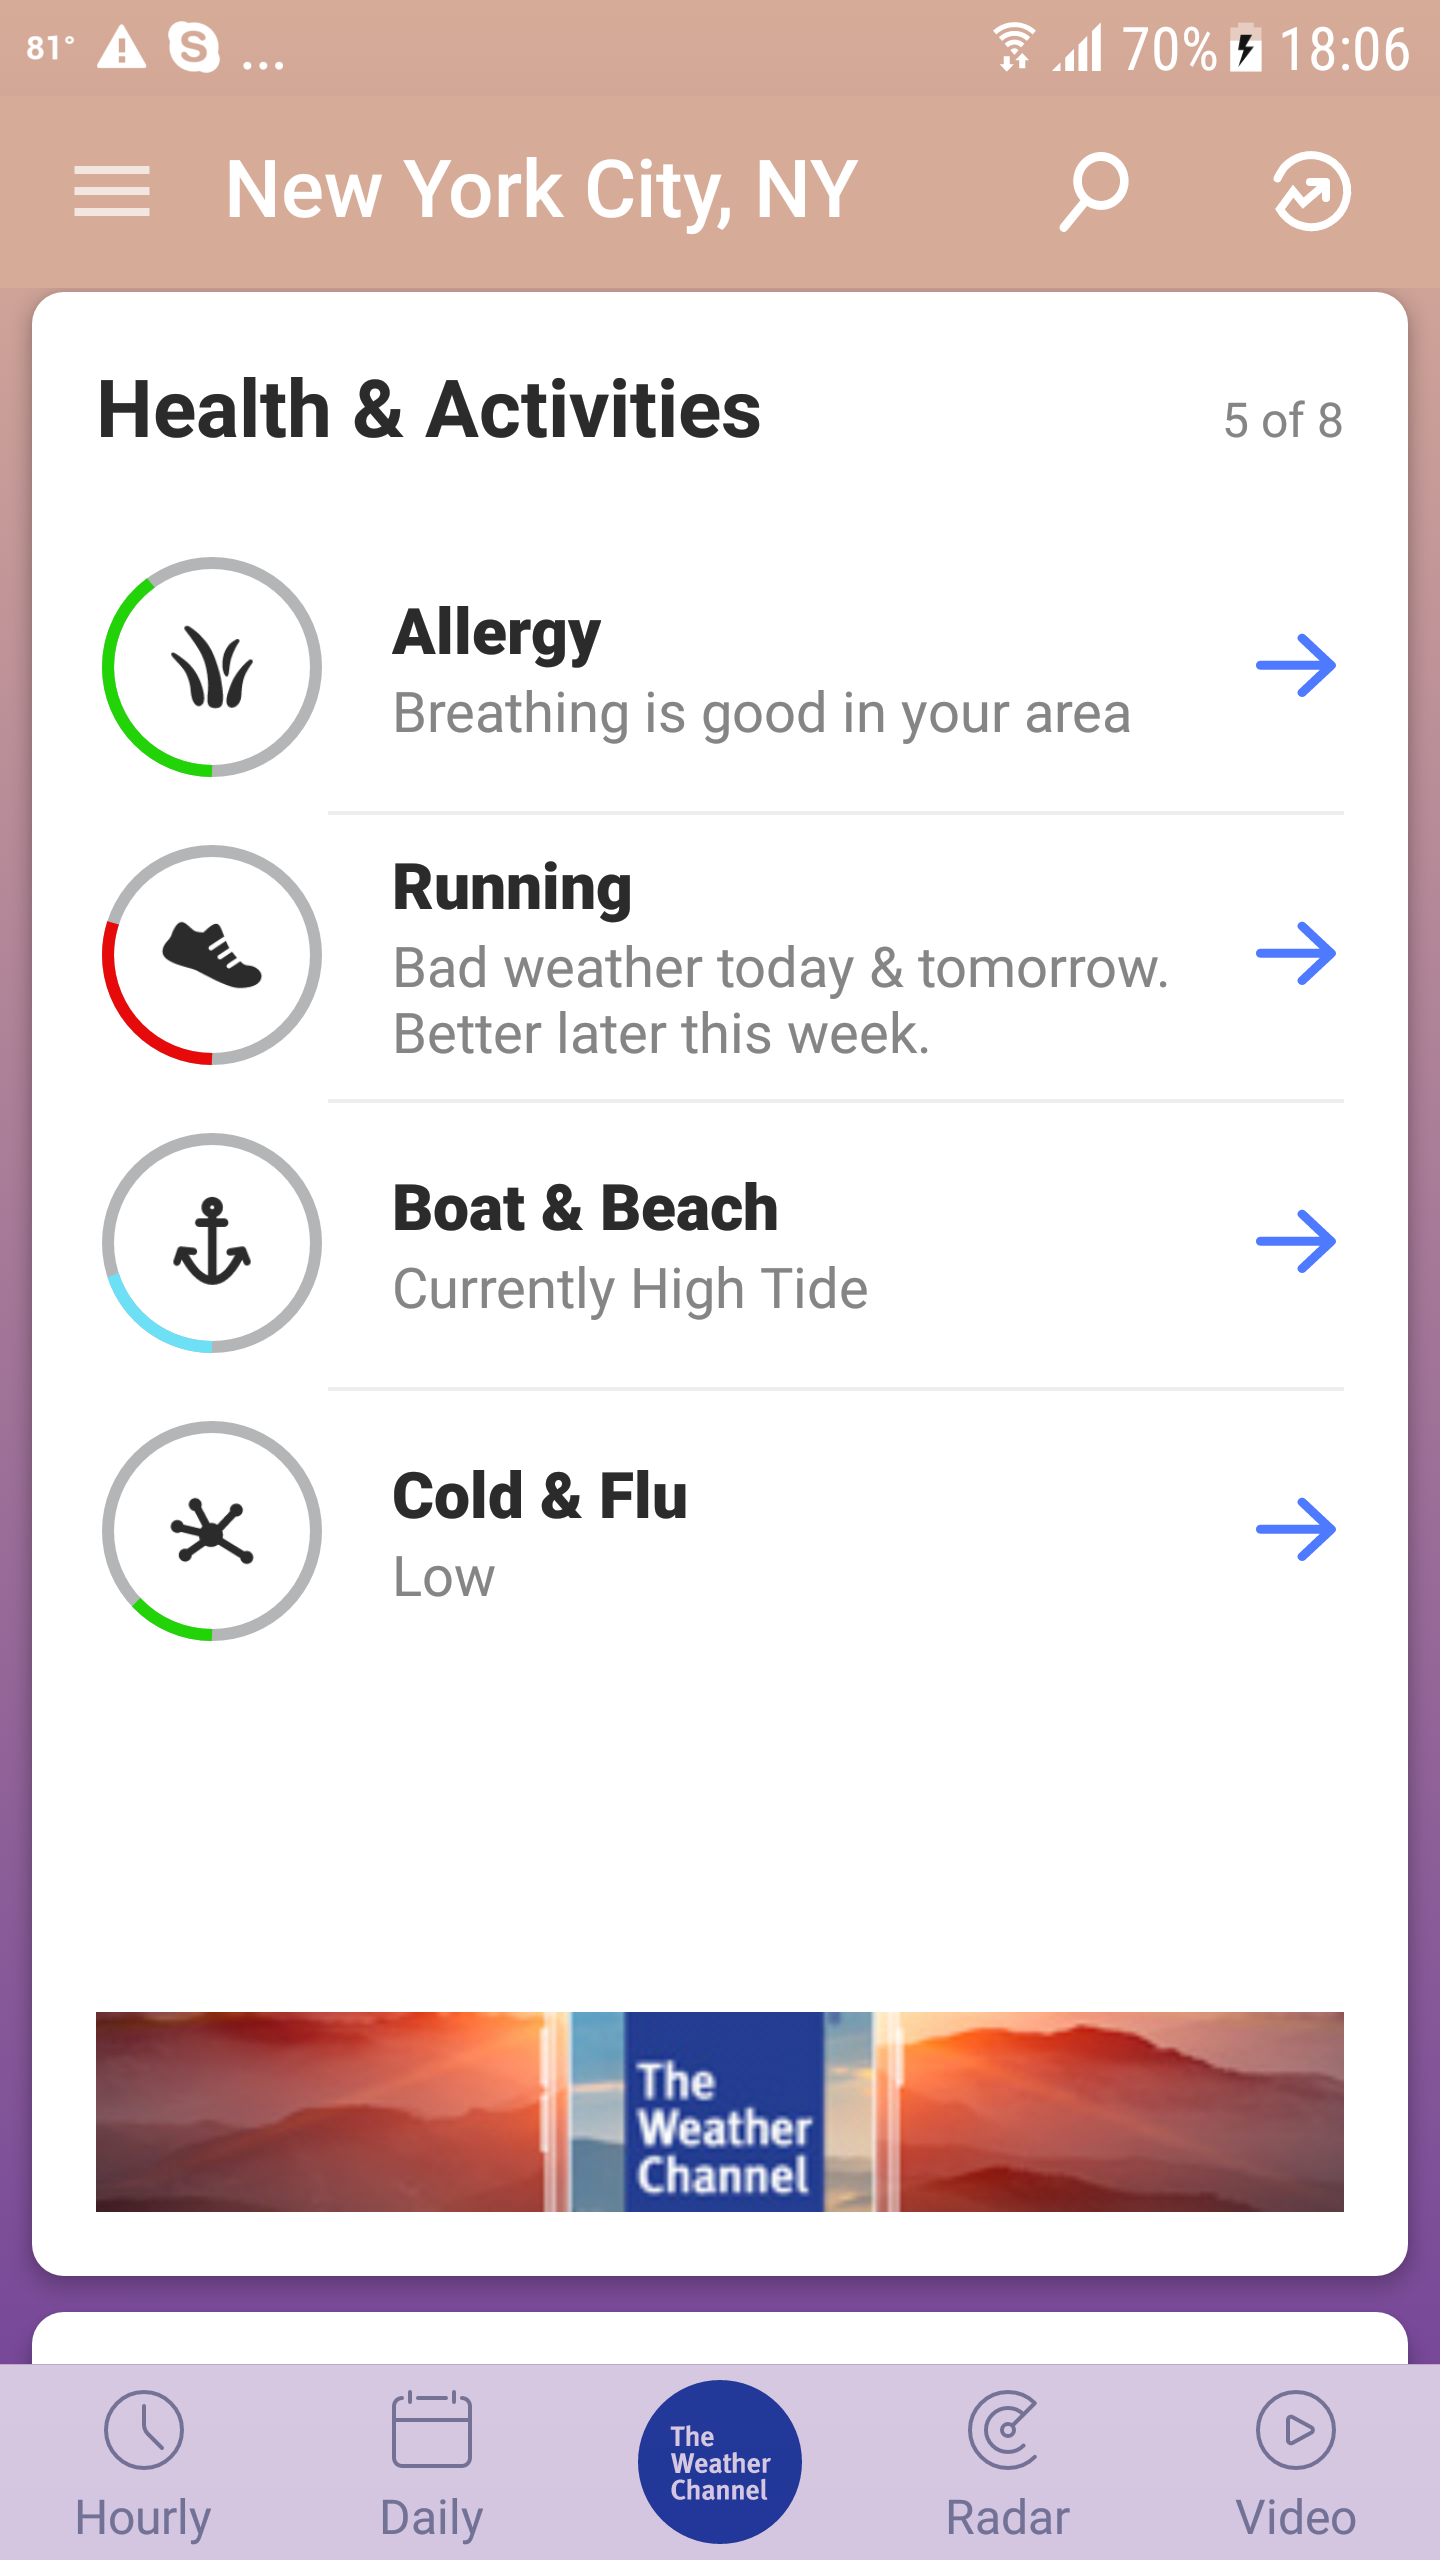 81° ... 70% 18:06
New York City, NY
Health & Activities
5 of 8
Allergy
Breathing is good in your area
Running
Bad weather today & tomorrow.
Better later this week.
Boat & Beach
Currently High Tide
Cold & Flu
Low
The
Weather
Channel
Hourly
Daily
The
Weather
Channel
Radar
Video